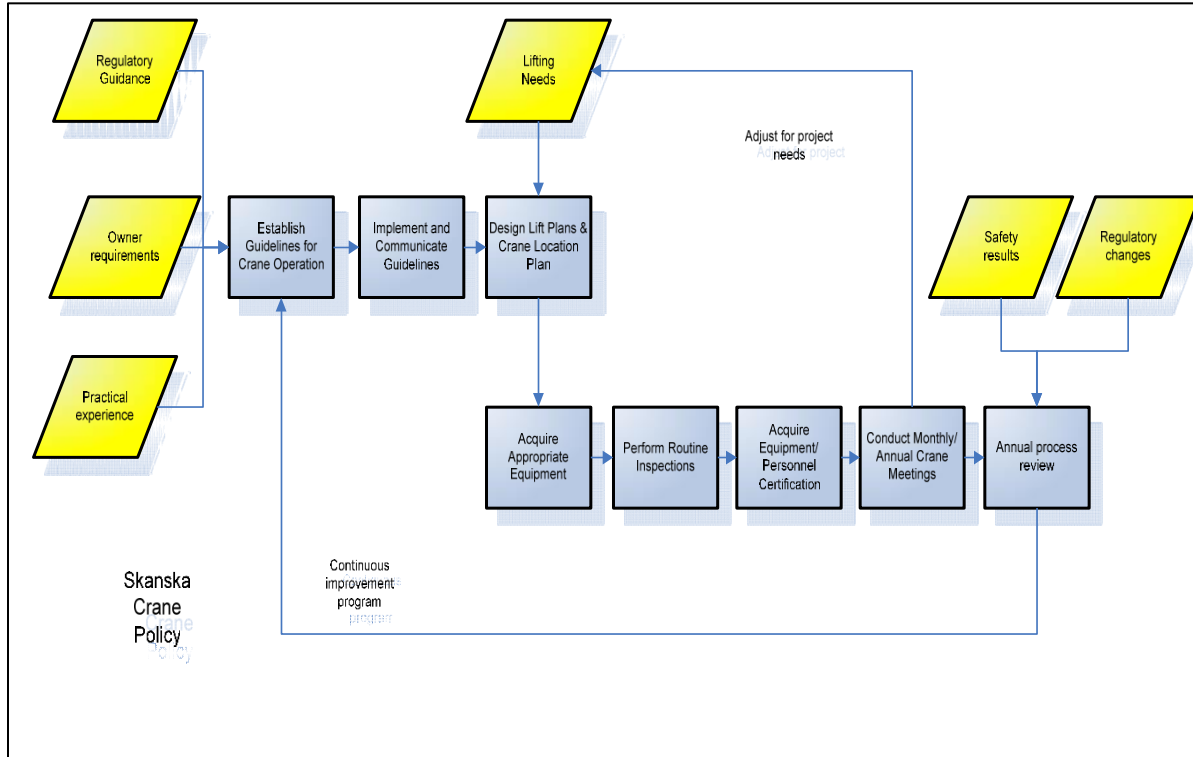 Regulatory
Guidance
Lifting
Needs
Adjust for project
needs
Owner
requirements
Establish
Guidelines for
Crane Operation
Implement and
Communicate
Guidelines
Design Lift Plans &
Crane Location
Plan
Safety
results
Regulatory
changes
Practical
experience
Acquire
Appropriate
Equipment
Perform Routine
Inspections
Acquire
Equipment/
Personnel
Certification
Conduct Monthly/
Annual Crane
Meetings
Annual process
review
Continuous
improvement
program
Skanska
Crane
Policy